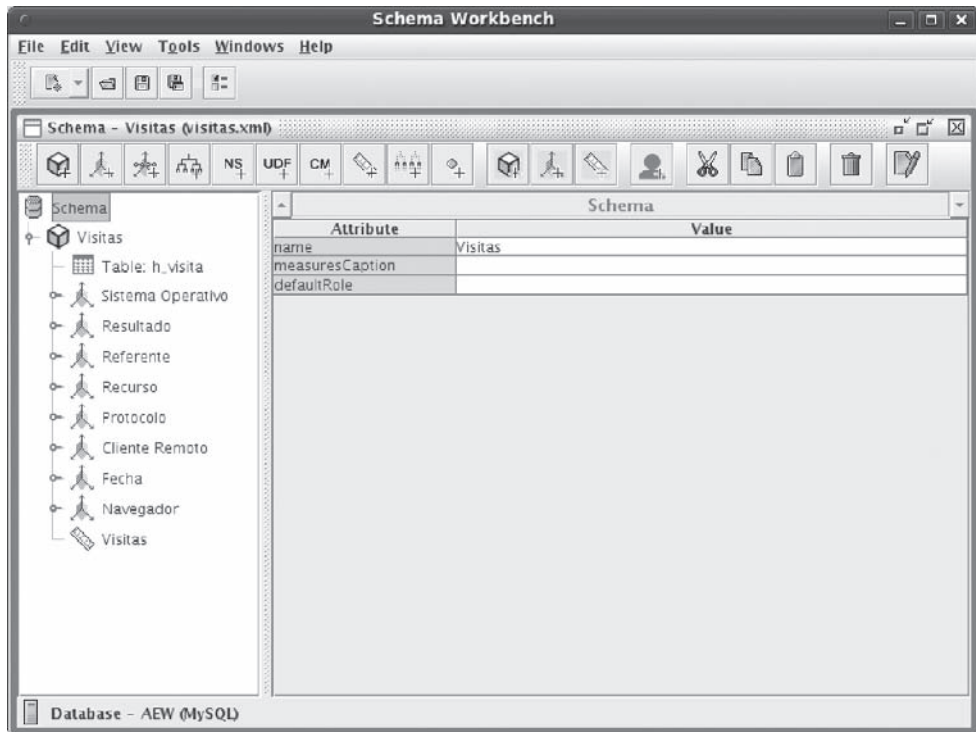 Schema Workbench
File Edit View Tools Windows Help
Schema - Visitas (visitas.xml)
NS UDF CM
Schema
Visitas
Table: h_visita
Sistema Operativo
Resultado
Referente
Recurso
Protocolo
Cliente Remoto
Fecha
Navegador
Visitas
Schema
Attribute Value
name Visitas
measuresCaption
defaultRole
Database - AEW (MySQL)